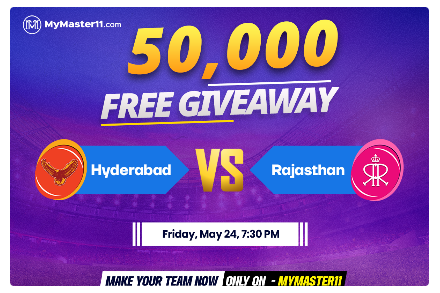 MyMaster11.com
50,000
FREE GIVEAWAY
Hyderabad VS Rajasthan
Friday, May 24, 7:30 PM
MAKE YOUR TEAM NOW ONLY ON - MYMASTER11